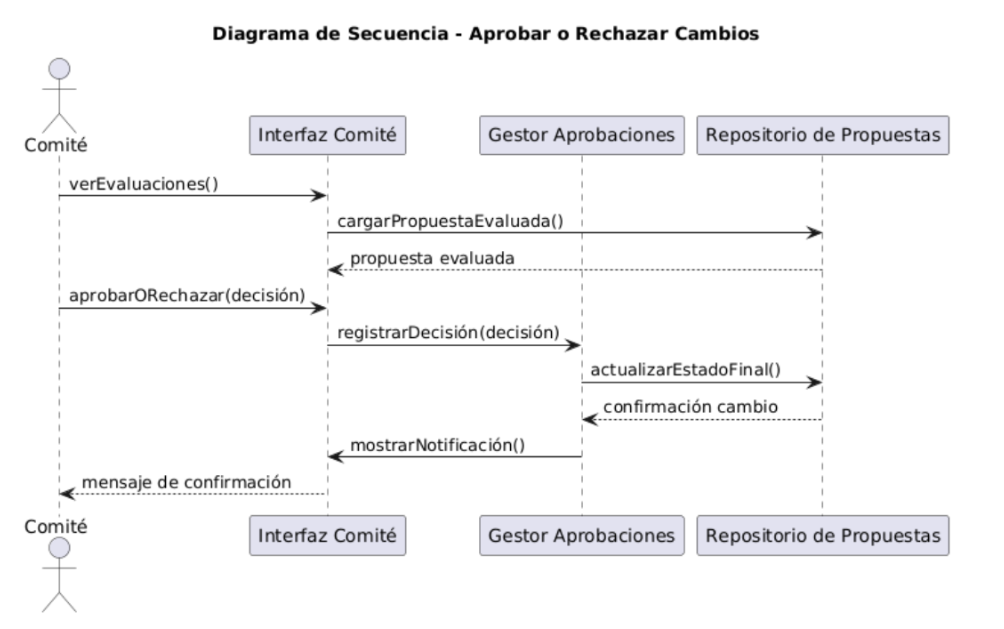 Diagrama de Secuencia - Aprobar o Rechazar Cambios
Comité
Interfaz Comité
Gestor Aprobaciones
Repositorio de Propuestas
verEvaluaciones()
cargarPropuestaEvaluada()
propuesta evaluada
aprobarORechazar(decisión)
registrarDecisión(decisión)
actualizarEstadoFinal()
confirmación cambio
mostrarNotificación()
mensaje de confirmación
Comité
Interfaz Comité
Gestor Aprobaciones
Repositorio de Propuestas